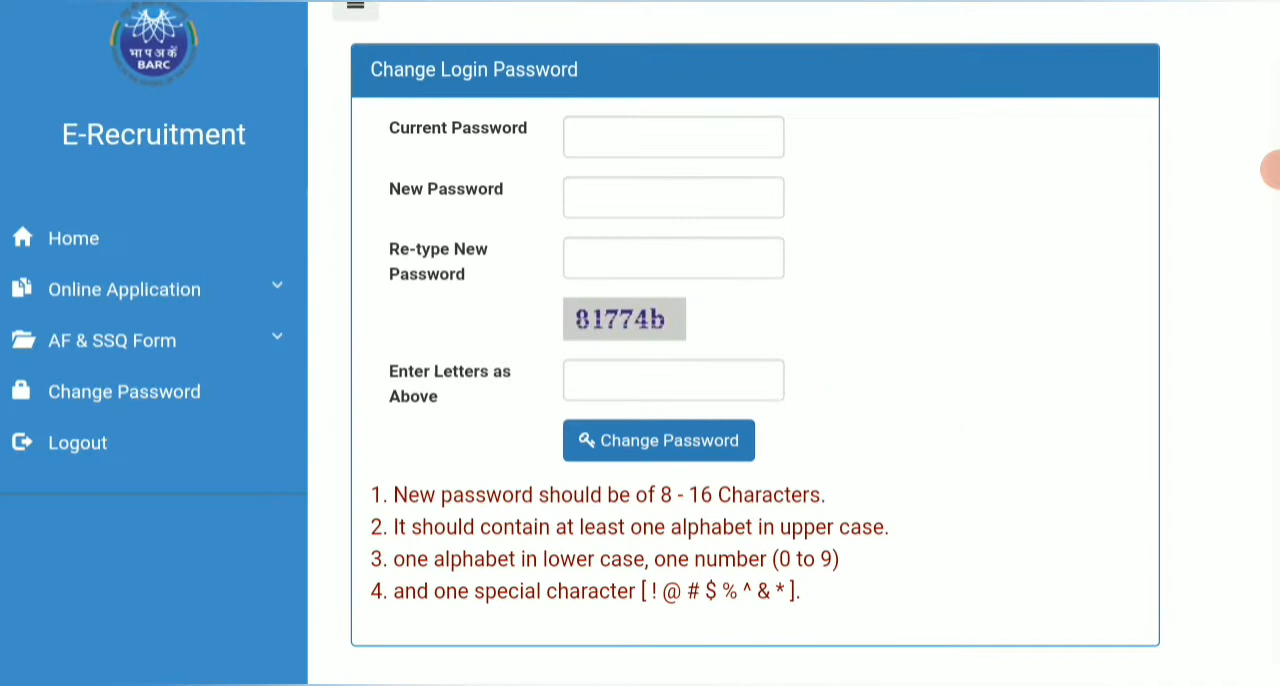 भा प अ कें
BARC
E-Recruitment
Home
Online Application
AF & SSQ Form
Change Password
Logout
Change Login Password
Current Password
New Password
Re-type New
Password
81774b
Enter Letters as
Above
Change Password
1. New password should be of 8 - 16 Characters.
2. It should contain at least one alphabet in upper case.
3. one alphabet in lower case, one number (0 to 9)
4. and one special character [ ! @ # $ % ^ & * ].